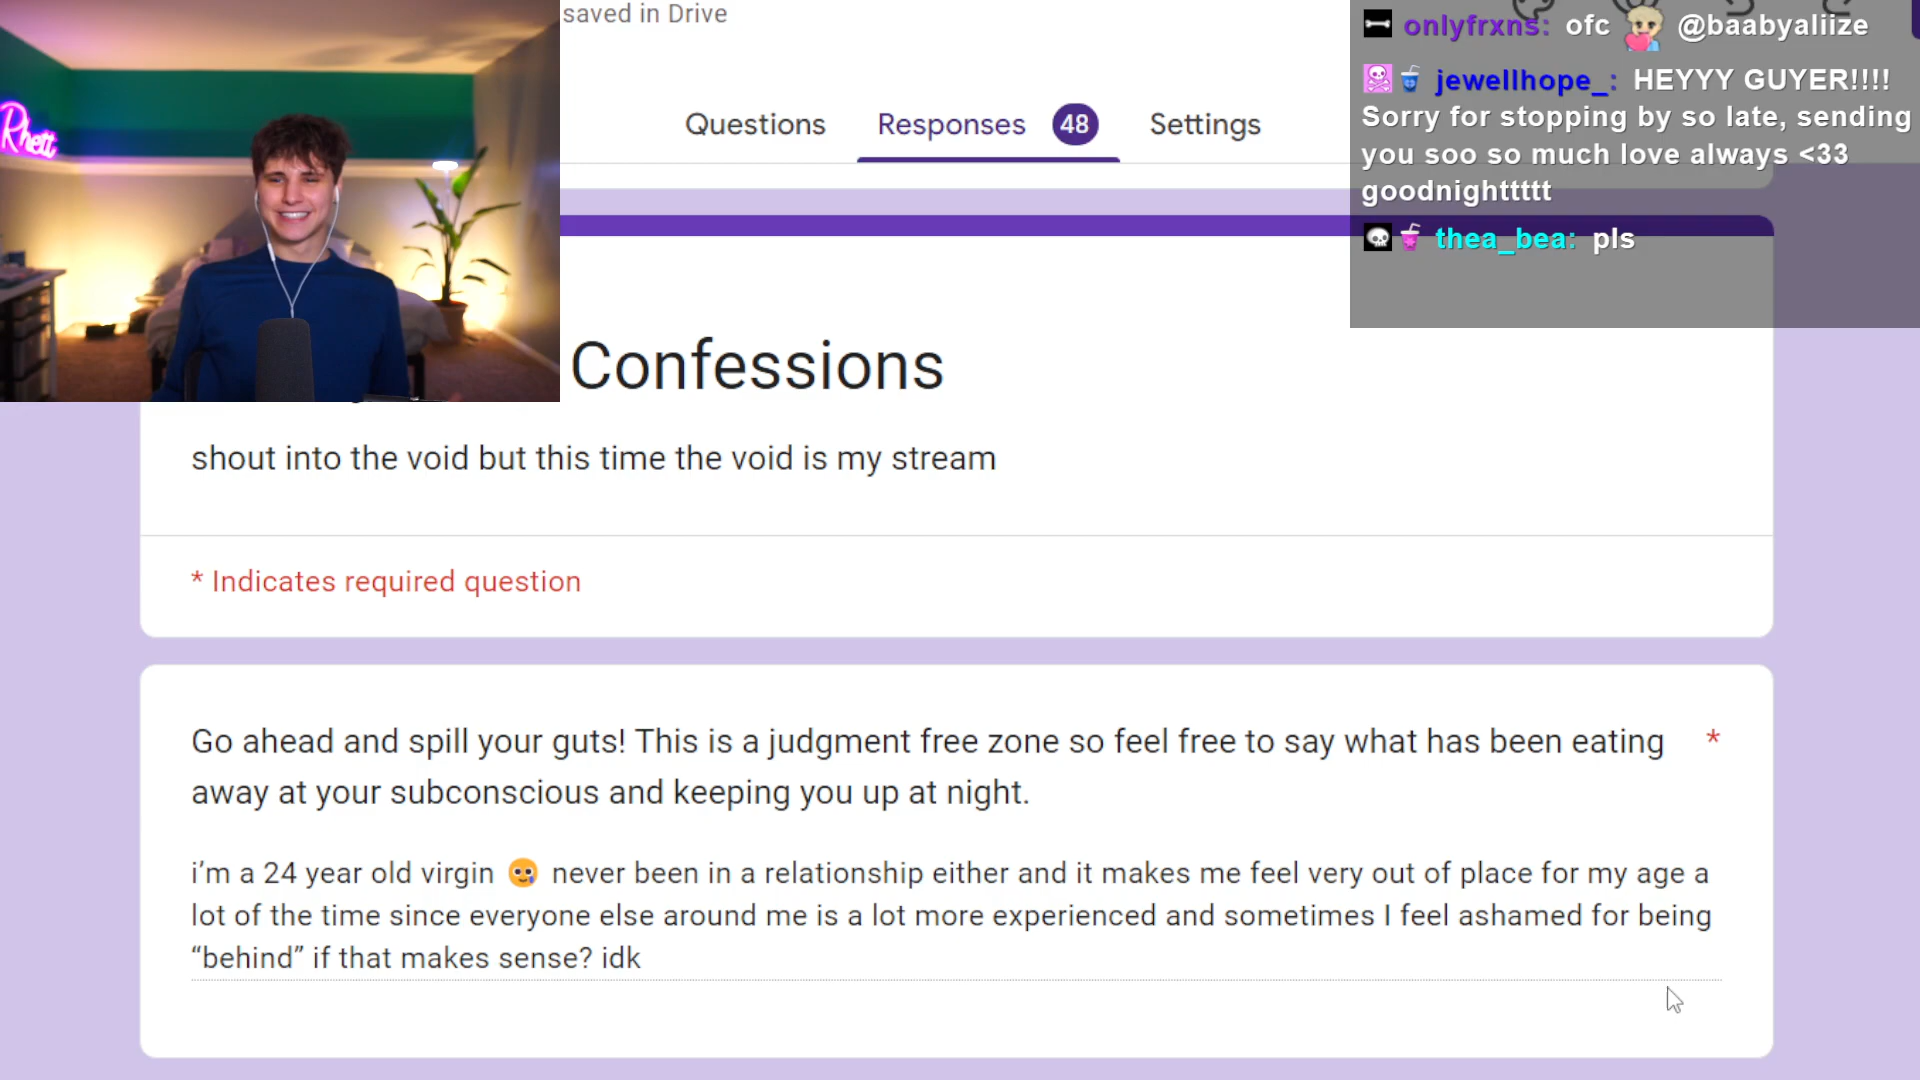 saved in Drive
Rhett
Questions
Responses 48
Settings
onlyfrxns: ofc @baabyaliize
jewellhope_: HEYYY GUYER!!!!
Sorry for stopping by so late, sending
you soo so much love always <33
goodnighttttt
thea_bea: pls
Confessions
shout into the void but this time the void is my stream
* Indicates required question
Go ahead and spill your guts! This is a judgment free zone so feel free to say what has been eating *
away at your subconscious and keeping you up at night.
i’m a 24 year old virgin 🥲 never been in a relationship either and it makes me feel very out of place for my age a
lot of the time since everyone else around me is a lot more experienced and sometimes I feel ashamed for being
“behind” if that makes sense? idk